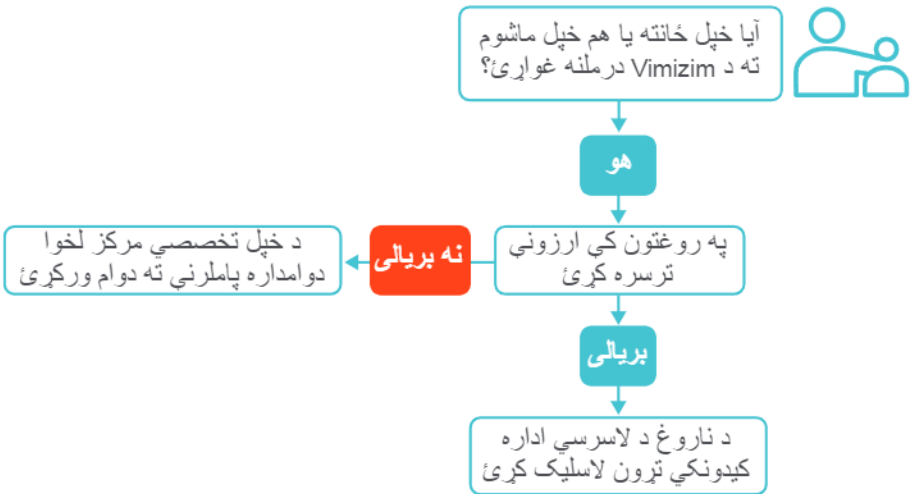 آیا خپل ځانته یا هم خپل ماشوم
ته د Vimizim درملنه غواړئ؟
هو
په روغتون کې ارزونې
ترسره کړئ
نه بریالی
د خپل تخصصي مرکز لخوا
دوامداره پاملرنې ته دوام ورکړئ
بریالی
د ناروغ د لاسرسي اداره
کیدونکي تړون لاسلیک کړئ